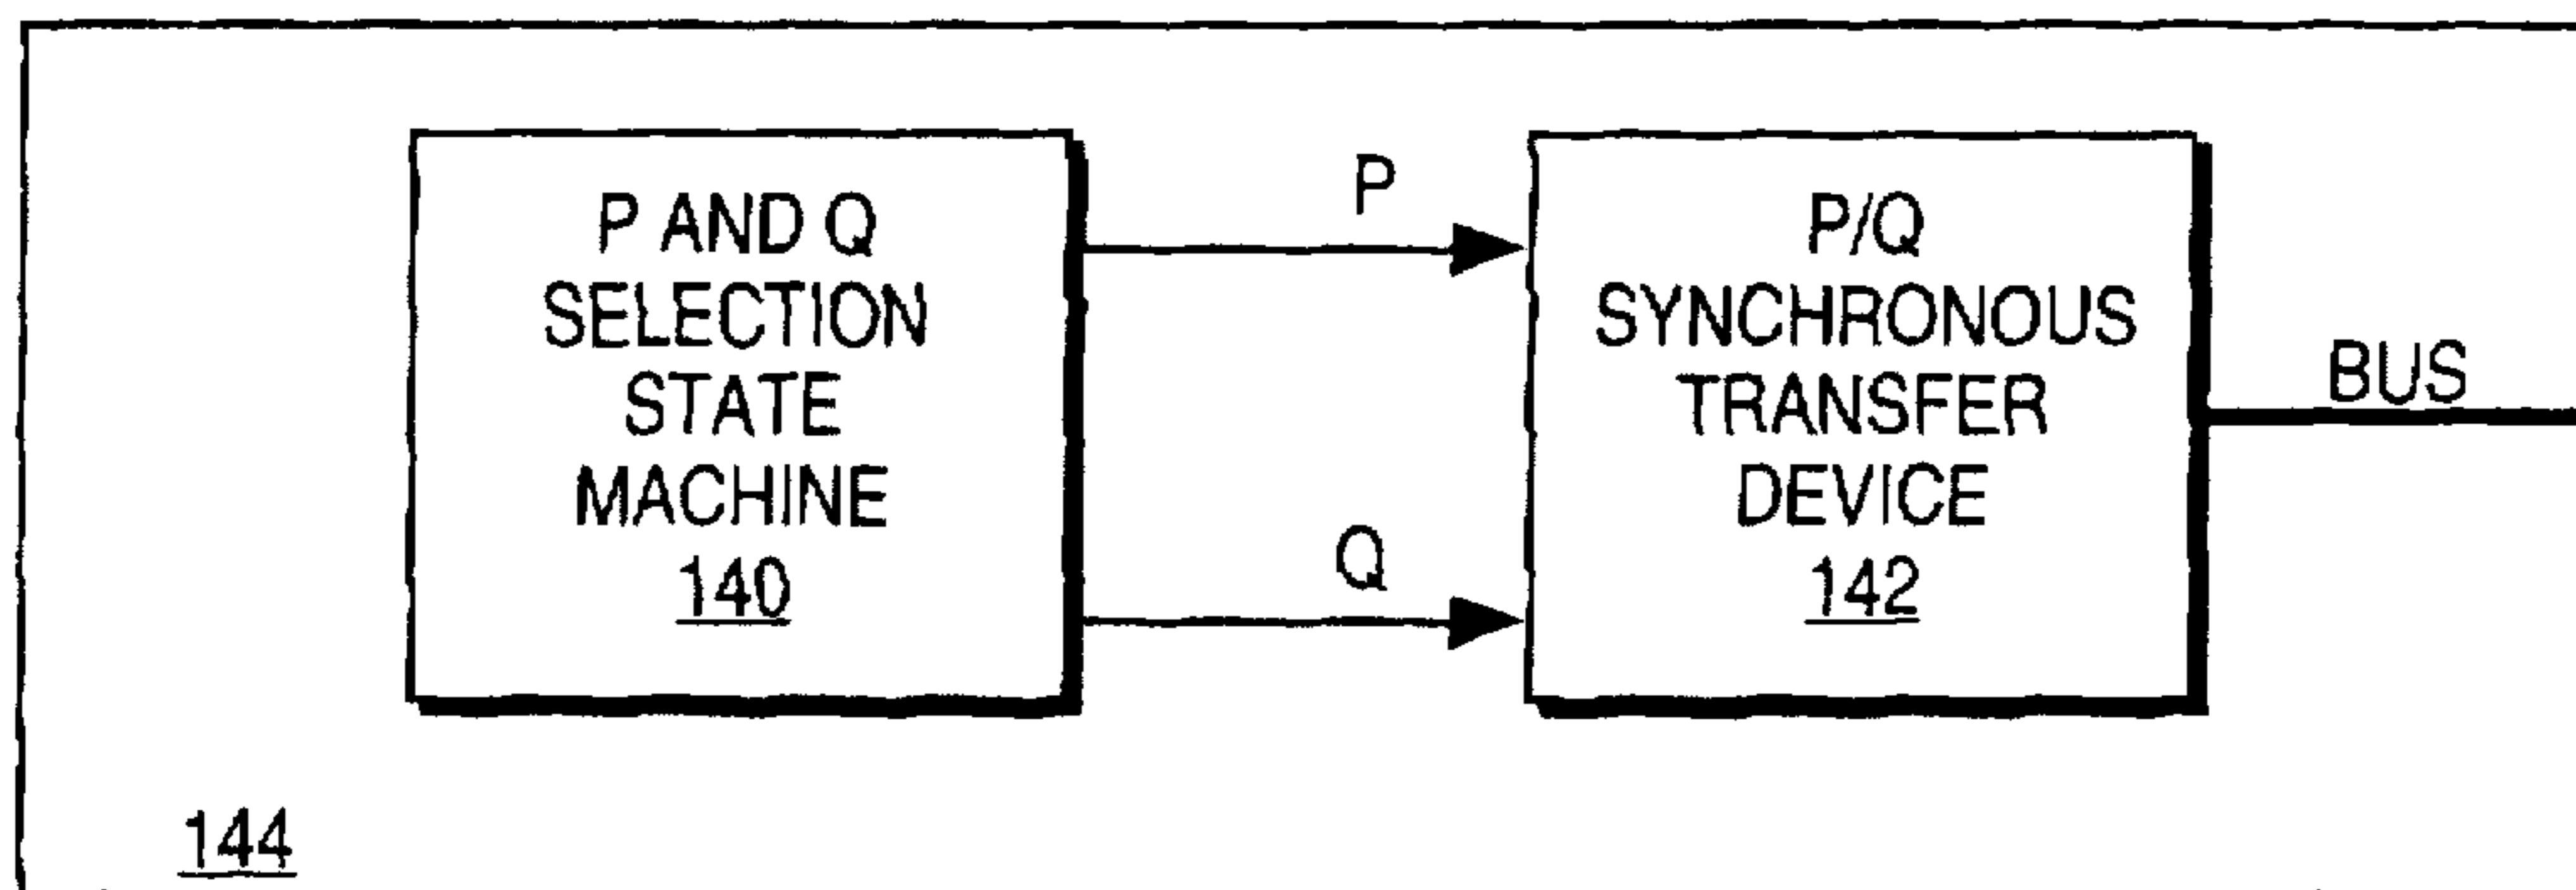 P AND Q
SELECTION
STATE
MACHINE
140
P
Q
P/Q
SYNCHRONOUS
TRANSFER
DEVICE
142
BUS
144